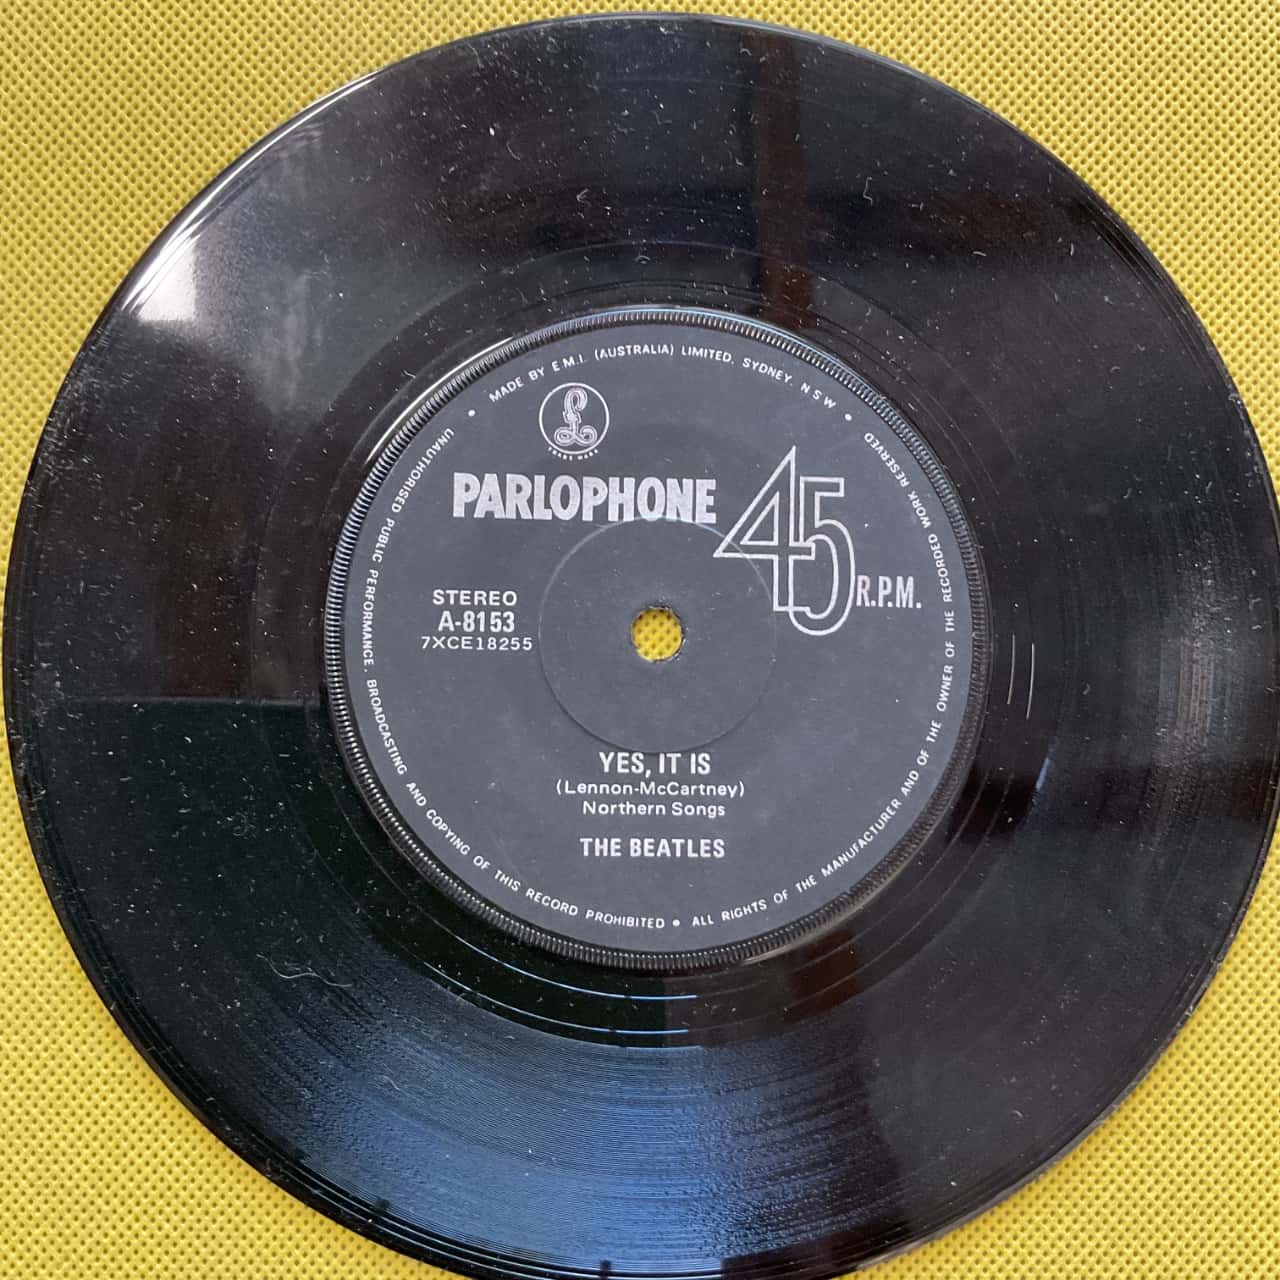 MADE BY E.M.I. (AUSTRALIA) LIMITED. SYDNEY. N S W
TRADE MARK
PARLOPHONE
45 R.P.M.
STEREO
A-8153
7XCE18255
YES, IT IS
(Lennon-McCartney)
Northern Songs
THE BEATLES
UNAUTHORISED PUBLIC PERFORMANCE. BROADCASTING AND COPYING OF THIS RECORD PROHIBITED • ALL RIGHTS OF THE MANUFACTURER AND OF THE OWNER OF THE RECORDED WORK RESERVED